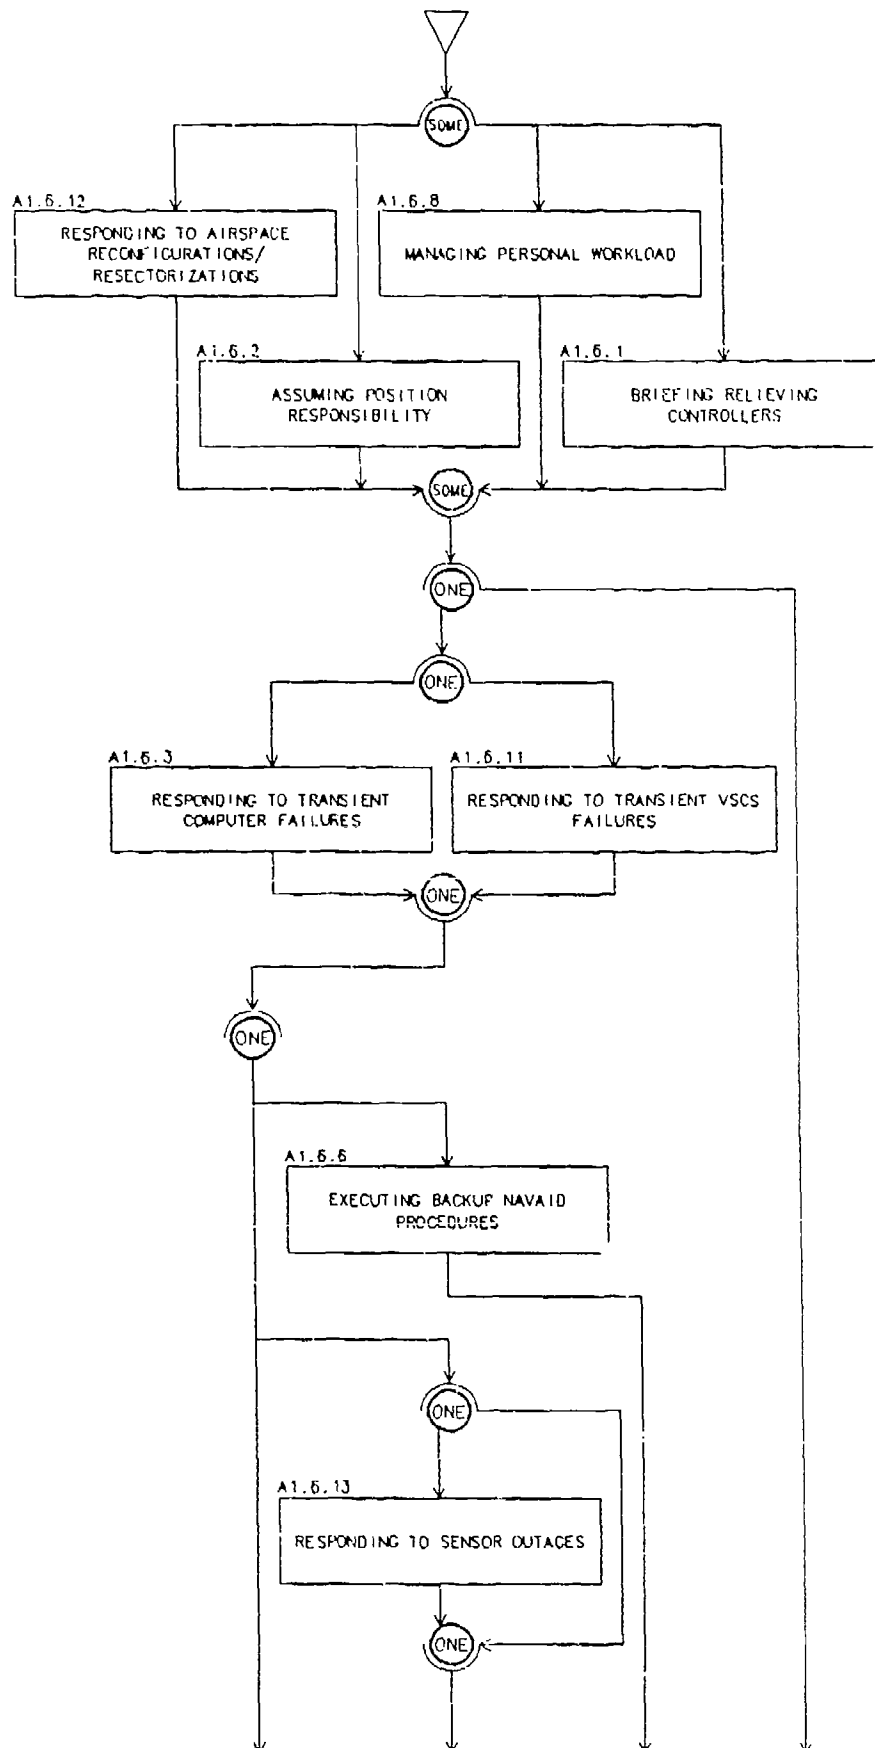 SOME
A1.6.12
RESPONDING TO AIRSPACE
RECONFIGURATIONS/
RESECTORIZATIONS
A1.6.8
MANAGING PERSONAL WORKLOAD
A1.6.2
ASSUMING POSITION
RESPONSIBILITY
A1.6.1
BRIEFING RELIEVING
CONTROLLERS
SOME
ONE
ONE
A1.6.3
RESPONDING TO TRANSIENT
COMPUTER FAILURES
A1.6.11
RESPONDING TO TRANSIENT VSCS
FAILURES
ONE
ONE
A1.6.6
EXECUTING BACKUP NAVAID
PROCEDURES
ONE
A1.6.13
RESPONDING TO SENSOR OUTAGES
ONE